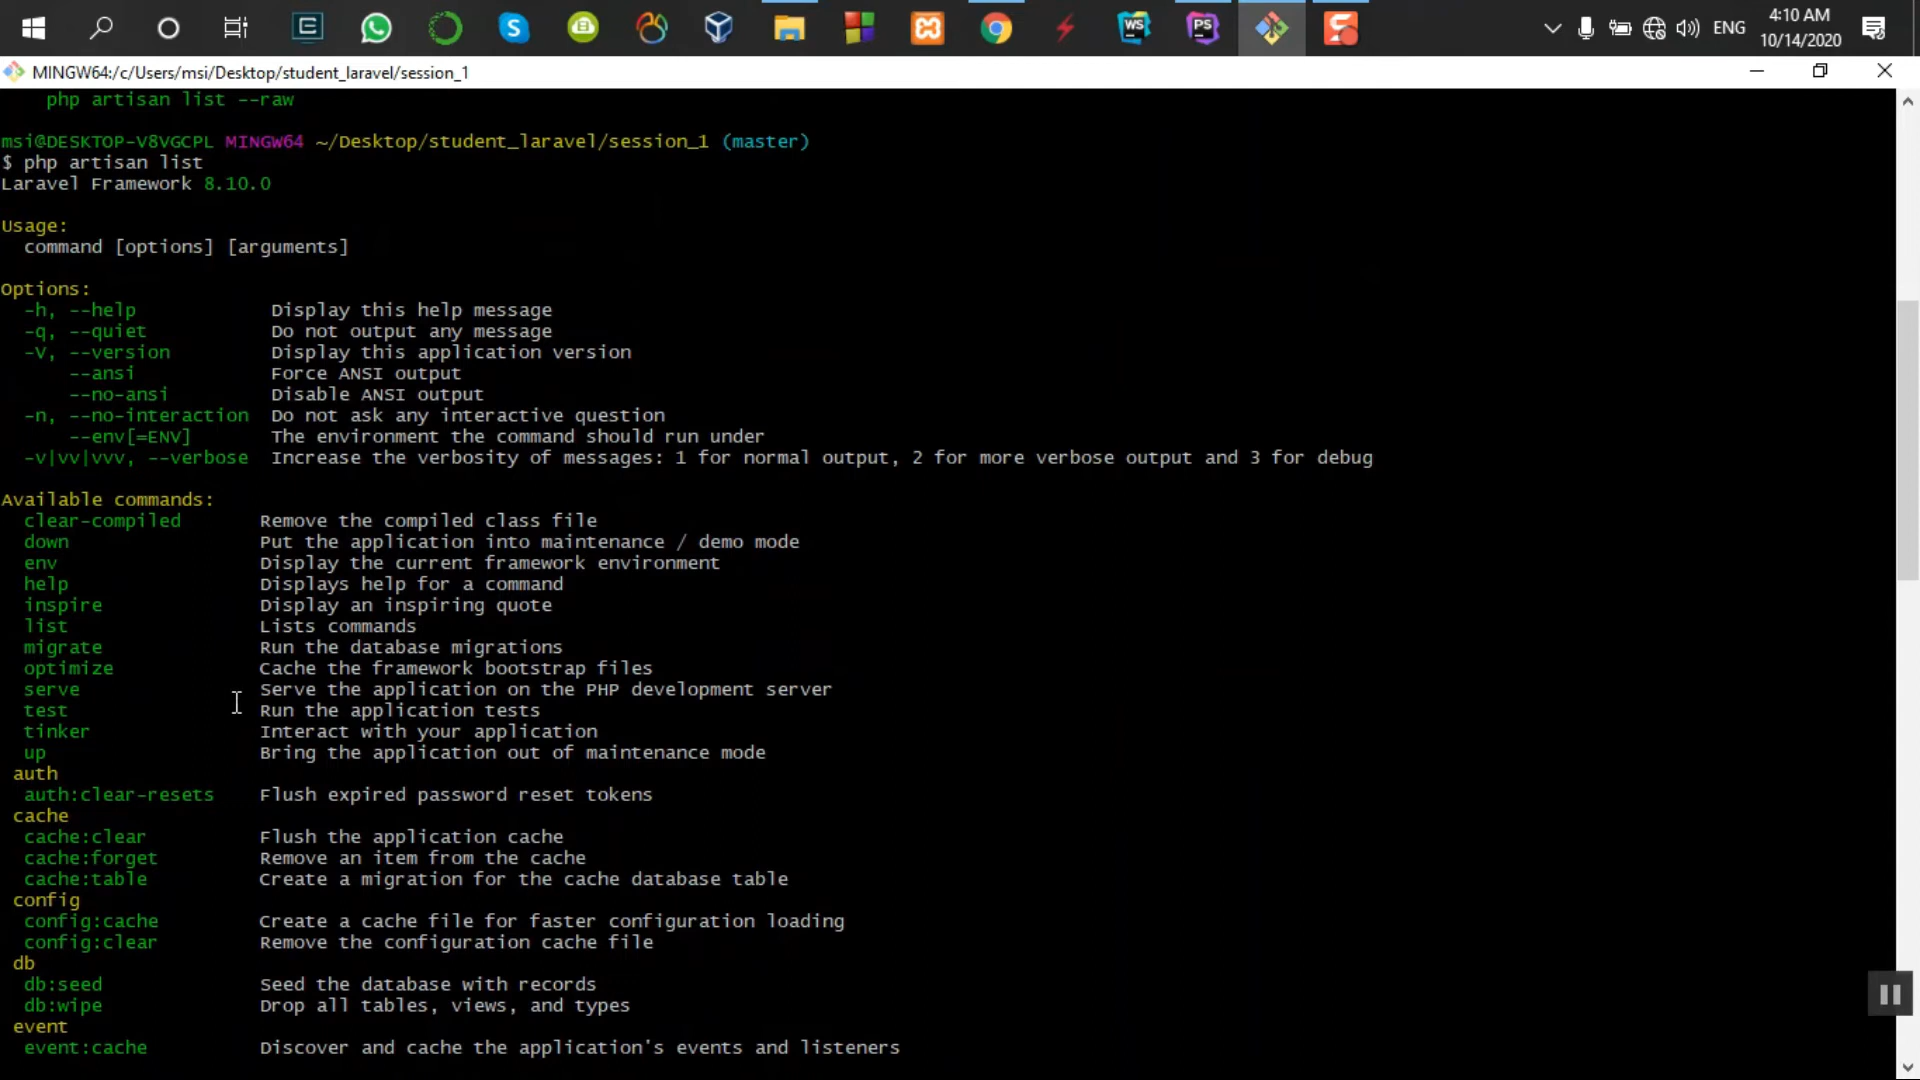 4:10 AM
ENG
10/14/2020
WS
PS
MINGW64:/c/Users/msi/Desktop/student_laravel/session_1
php artisan list --raw
msi@DESKTOP-V8VGCPL MINGW64 ~/Desktop/student_laravel/session_1 (master)
$ php artisan list
Laravel Framework 8.10.0
Usage:
command [options] [arguments]
Options:
-h, --help Display this help message
-q, --quiet Do not output any message
-V, --version Display this application version
--ansi Force ANSI output
--no-ansi Disable ANSI output
-n, --no-interaction Do not ask any interactive question
--env[=ENV] The environment the command should run under
-v|vv|vvv, --verbose Increase the verbosity of messages: 1 for normal output, 2 for more verbose output and 3 for debug
Available commands:
clear-compiled Remove the compiled class file
down Put the application into maintenance / demo mode
env Display the current framework environment
help Displays help for a command
inspire Display an inspiring quote
list Lists commands
migrate Run the database migrations
optimize Cache the framework bootstrap files
serve Serve the application on the PHP development server
test Run the application tests
tinker Interact with your application
up Bring the application out of maintenance mode
auth
auth:clear-resets Flush expired password reset tokens
cache
cache:clear Flush the application cache
cache:forget Remove an item from the cache
cache:table Create a migration for the cache database table
config
config:cache Create a cache file for faster configuration loading
config:clear Remove the configuration cache file
db
db:seed Seed the database with records
db:wipe Drop all tables, views, and types
event
event:cache Discover and cache the application's events and listeners